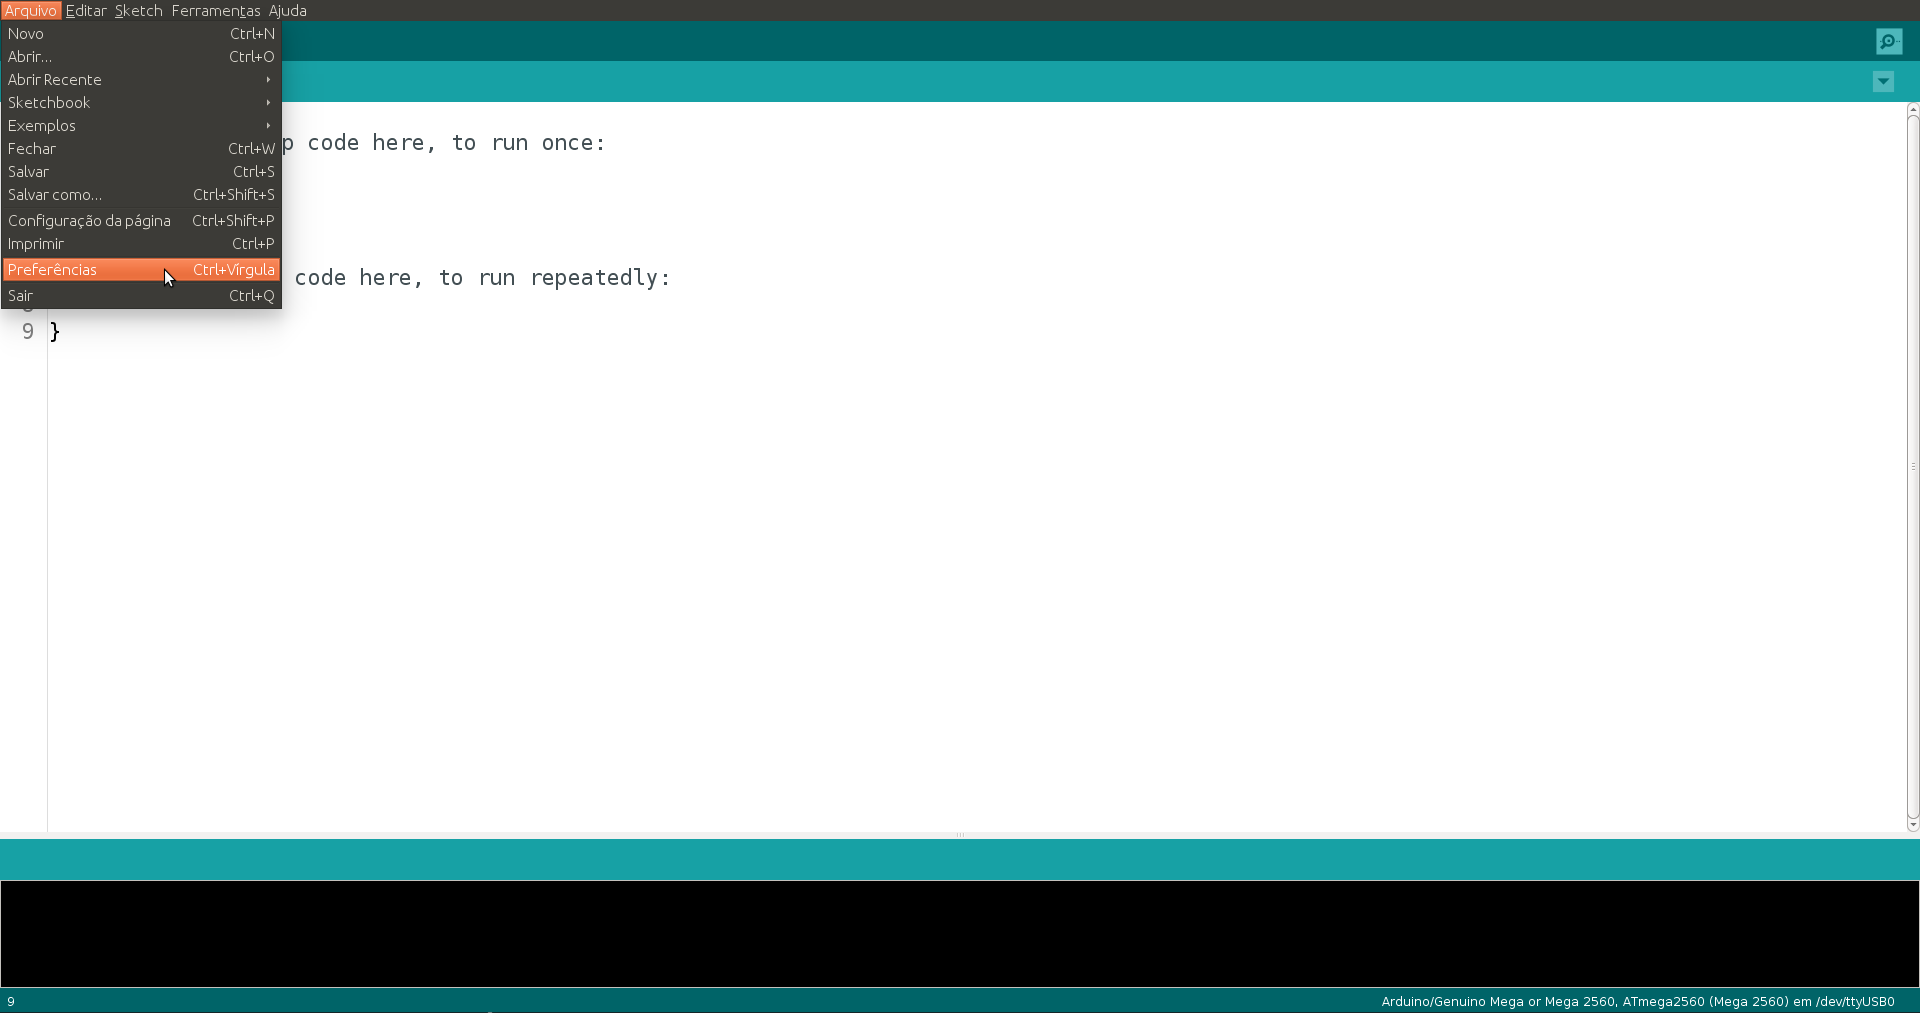 Arquivo Editar Sketch Ferramentas Ajuda
Novo Ctrl+N
Abrir... Ctrl+O
Abrir Recente
Sketchbook
Exemplos
Fechar Ctrl+W
p code here, to run once:
Salvar Ctrl+S
Salvar como... Ctrl+Shift+S
Configuração da página Ctrl+Shift+P
Imprimir Ctrl+P
Preferências Ctrl+Vírgula
code here, to run repeatedly:
Sair Ctrl+Q
9 }
9 Arduino/Genuino Mega or Mega 2560, ATmega2560 (Mega 2560) em /dev/ttyUSB0